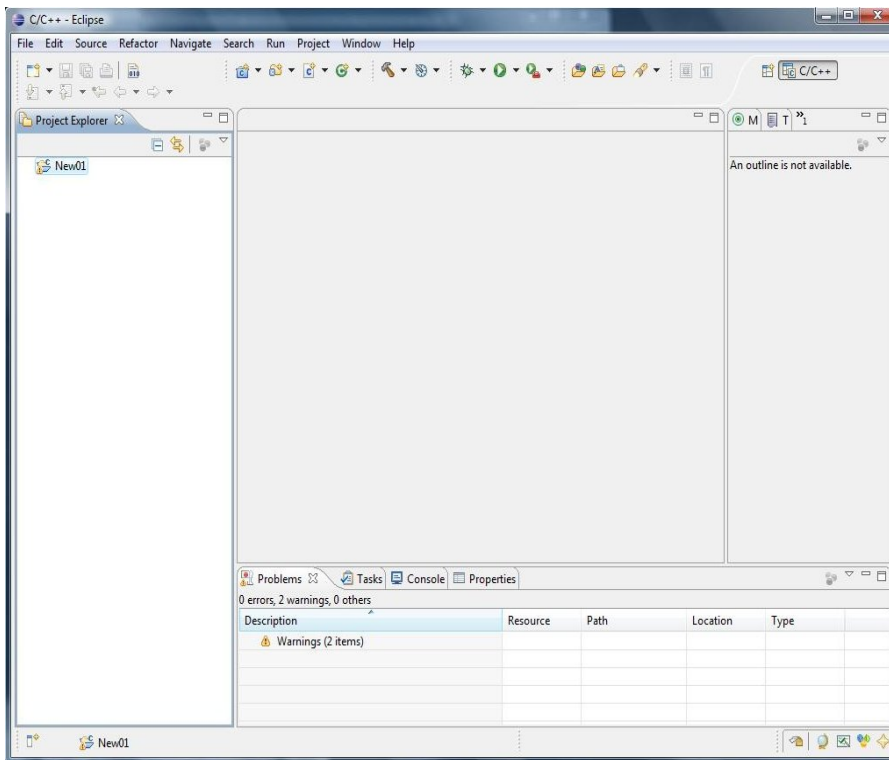 C/C++ - Eclipse
File Edit Source Refactor Navigate Search Run Project Window Help
C/C++
Project Explorer
M T »1
New01
An outline is not available.
Problems Tasks Console Properties
0 errors, 2 warnings, 0 others
Description Resource Path Location Type
Warnings (2 items)
New01